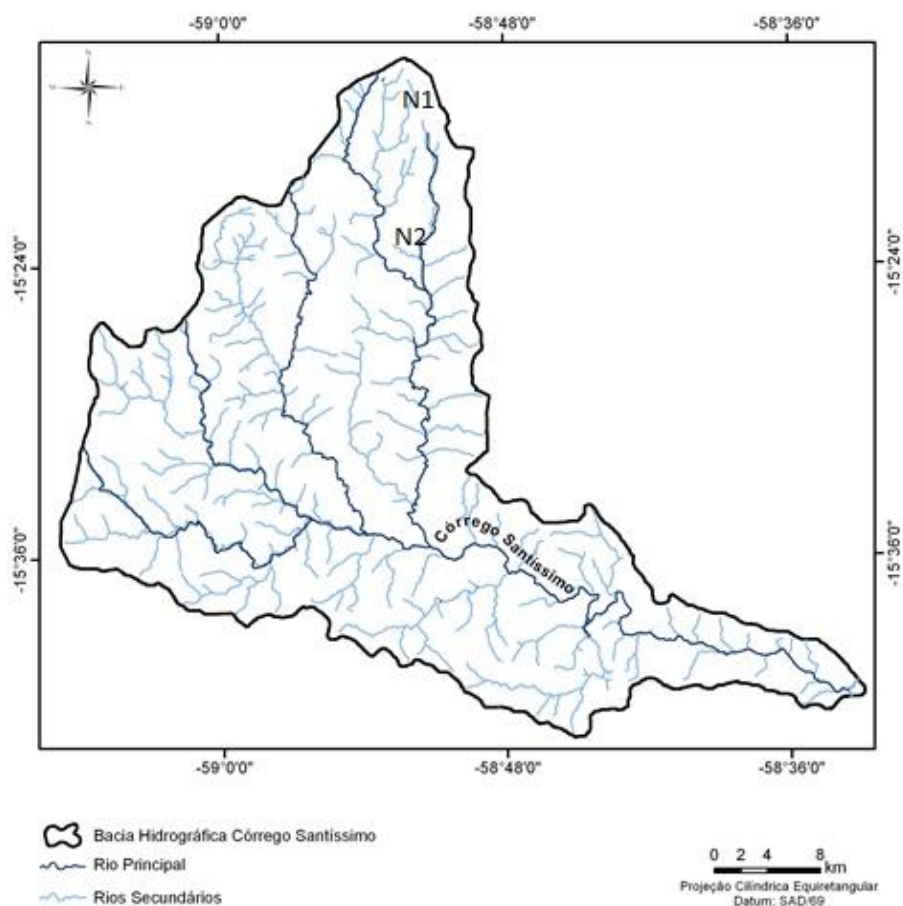 -59°0'0"
-58°48'0"
-58°36'0"
N1
N2
-15°24'0"
-15°24'0"
Córrego Santíssimo
-15°36'0"
-15°36'0"
-59°0'0"
-58°48'0"
-58°36'0"
Bacia Hidrográfica Córrego Santíssimo
Rio Principal
Rios Secundários
0 2 4 8
km
Projeção Cilíndrica Equiretangular
Datum: SAD/69